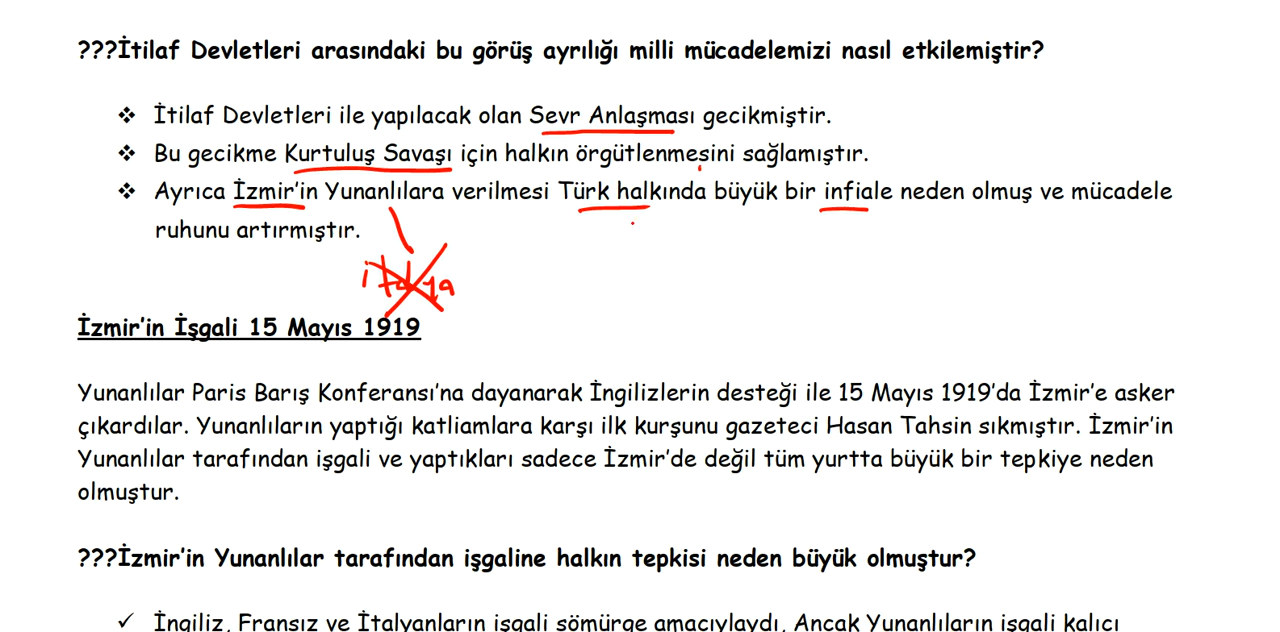 ???İtilaf Devletleri arasındaki bu görüş ayrılığı milli mücadelemizi nasıl etkilemiştir?
❖ İtilaf Devletleri ile yapılacak olan Sevr Anlaşması gecikmiştir.
❖ Bu gecikme Kurtuluş Savaşı için halkın örgütlenmesini sağlamıştır.
❖ Ayrıca İzmir’in Yunanlılara verilmesi Türk halkında büyük bir infiale neden olmuş ve mücadele
ruhunu artırmıştır.
italya
İzmir’in İşgali 15 Mayıs 1919
Yunanlılar Paris Barış Konferansı’na dayanarak İngilizlerin desteği ile 15 Mayıs 1919’da İzmir’e asker
çıkardılar. Yunanlıların yaptığı katliamlara karşı ilk kurşunu gazeteci Hasan Tahsin sıkmıştır. İzmir’in
Yunanlılar tarafından işgali ve yaptıkları sadece İzmir’de değil tüm yurtta büyük bir tepkiye neden
olmuştur.
???İzmir’in Yunanlılar tarafından işgaline halkın tepkisi neden büyük olmuştur?
✓ İngiliz, Fransız ve İtalyanların işgali sömürge amacıylaydı. Ancak Yunanlıların işgali kalıcı